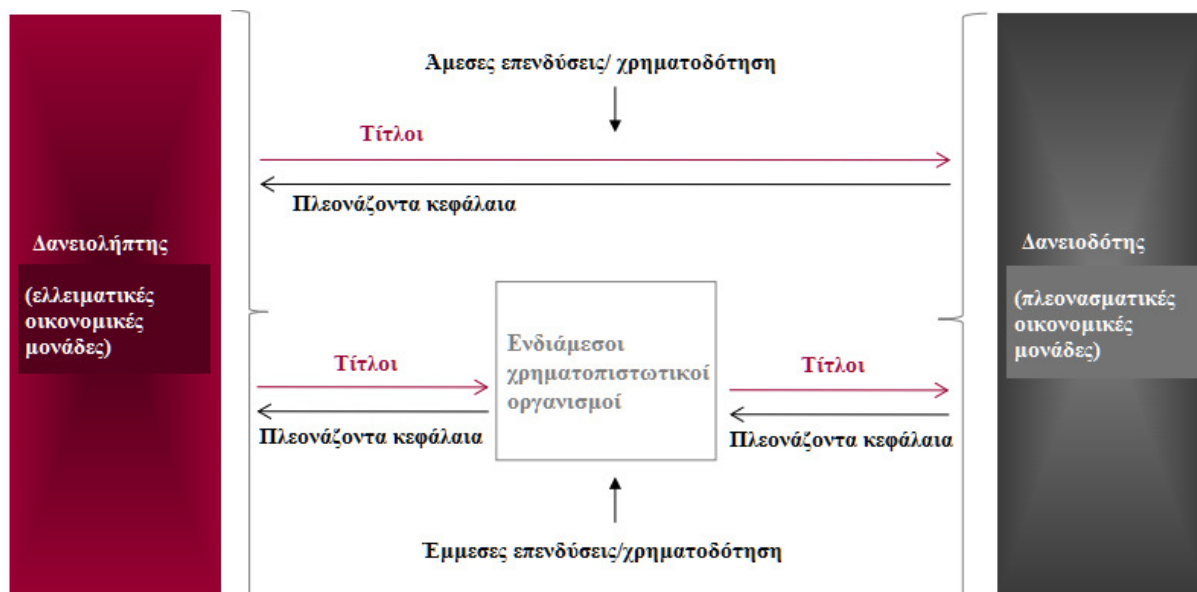 Άμεσες επενδύσεις/ χρηματοδότηση
Τίτλοι
Πλεονάζοντα κεφάλαια
Δανειολήπτης
(ελλειματικές
οικονομικές
μονάδες)
Δανειοδότης
(πλεονασματικές
οικονομικές
μονάδες)
Ενδιάμεσοι
χρηματοπιστωτικοί
οργανισμοί
Τίτλοι
Πλεονάζοντα κεφάλαια
Τίτλοι
Πλεονάζοντα κεφάλαια
Έμμεσες επενδύσεις/χρηματοδότηση